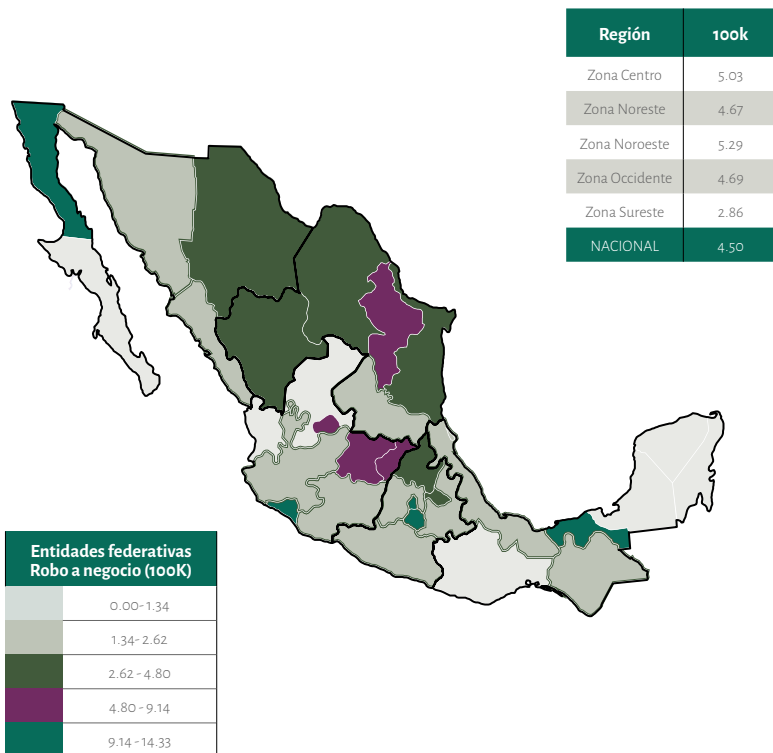 Región 100k
Zona Centro 5.03
Zona Noreste 4.67
Zona Noroeste 5.29
Zona Occidente 4.69
Zona Sureste 2.86
NACIONAL 4.50
Entidades federativas
Robo a negocio (100K)
0.00-1.34
1.34-2.62
2.62-4.80
4.80-9.14
9.14-14.33